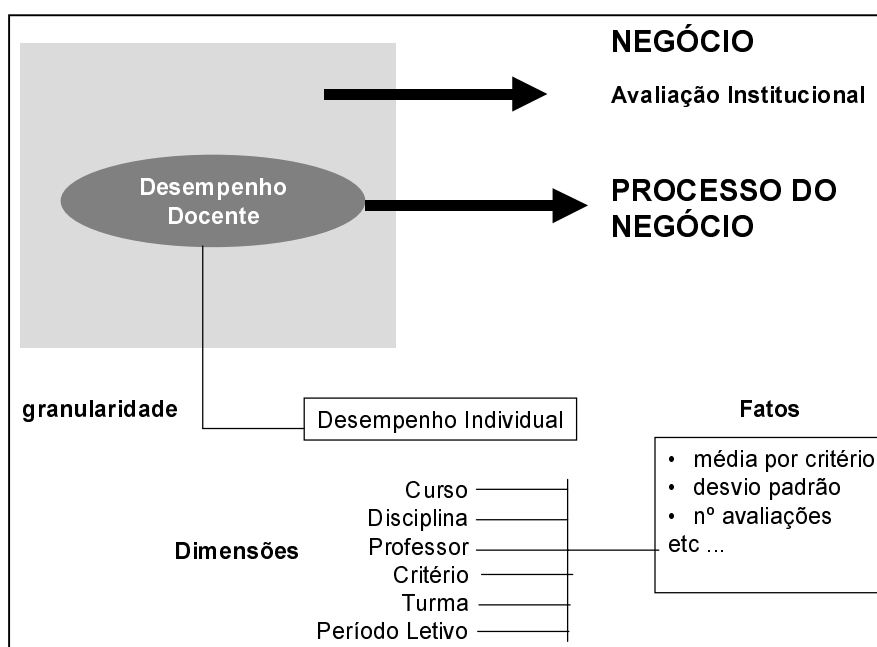 NEGÓCIO
Avaliação Institucional
Desempenho
Docente
PROCESSO DO
NEGÓCIO
granularidade
Desempenho Individual
Fatos
• média por critério
• desvio padrão
• nº avaliações
etc ...
Dimensões
Curso
Disciplina
Professor
Critério
Turma
Período Letivo